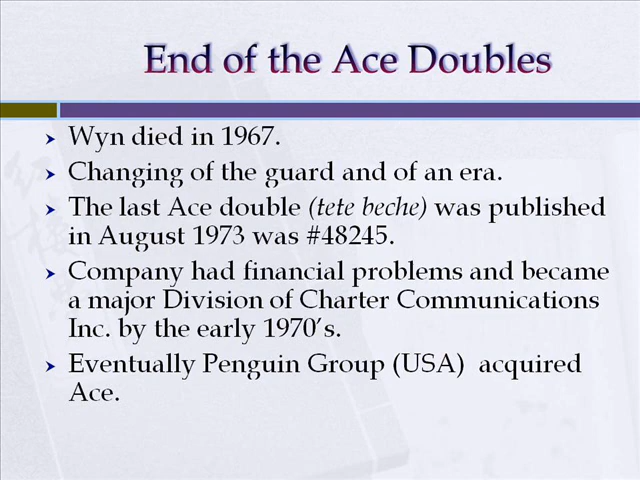 End of the Ace Doubles
Wyn died in 1967.
Changing of the guard and of an era.
The last Ace double (tete beche) was published
in August 1973 was #48245.
Company had financial problems and became
a major Division of Charter Communications
Inc. by the early 1970’s.
Eventually Penguin Group (USA)  acquired
Ace.